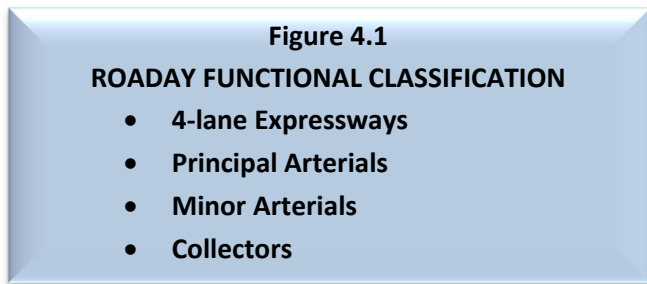 Figure 4.1
ROADAY FUNCTIONAL CLASSIFICATION
• 4-lane Expressways
• Principal Arterials
• Minor Arterials
• Collectors